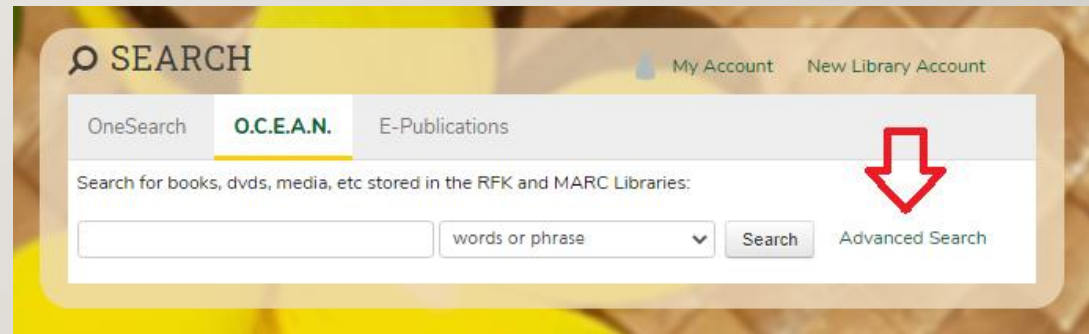 SEARCH
My Account New Library Account
OneSearch O.C.E.A.N. E-Publications
Search for books, dvds, media, etc stored in the RFK and MARC Libraries:
words or phrase Search Advanced Search